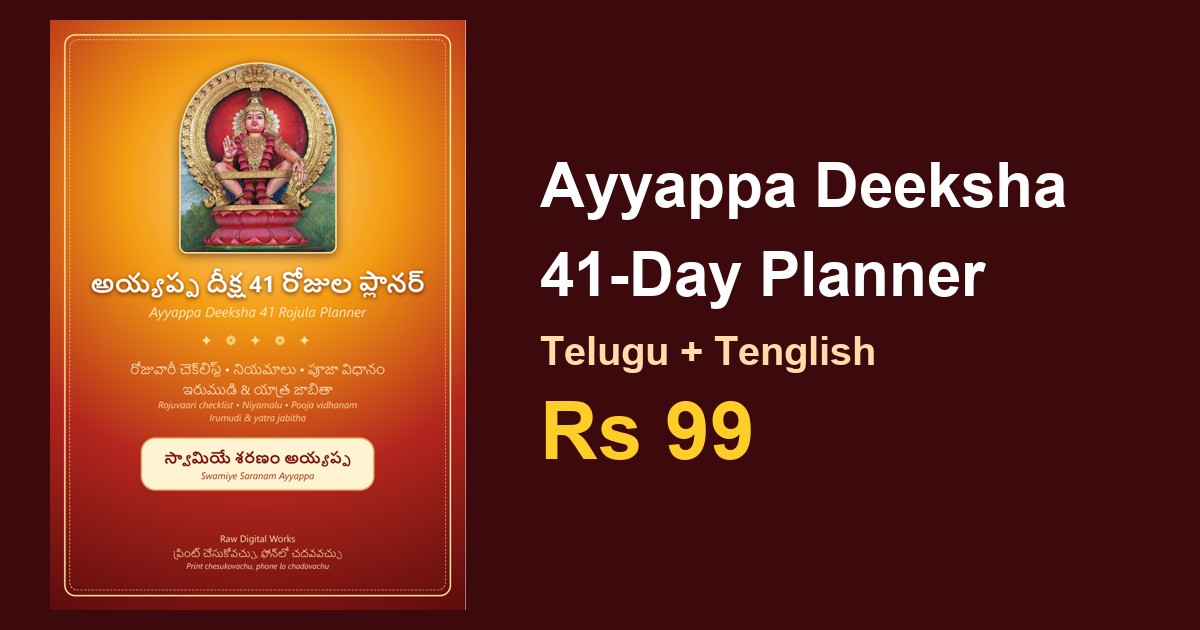 అయ్యప్ప దీక్ష 41 రోజుల ప్లానర్
Ayyappa Deeksha 41 Rojula Planner
రోజువారీ చెక్‌లిస్ట్ • నియమాలు • పూజా విధానం
ఇరుముడి & యాత్ర జాబితా
Rojuvaari checklist • Niyamalu • Pooja vidhanam
Irumudi & yatra jabitha
స్వామియే శరణం అయ్యప్ప
Swamiye Saranam Ayyappa
Raw Digital Works
ప్రింట్ చేసుకోవచ్చు, ఫోన్‌లో చదవవచ్చు
Print chesukovachu, phone lo chadavachu
Ayyappa Deeksha
41-Day Planner
Telugu + Tenglish
Rs 99